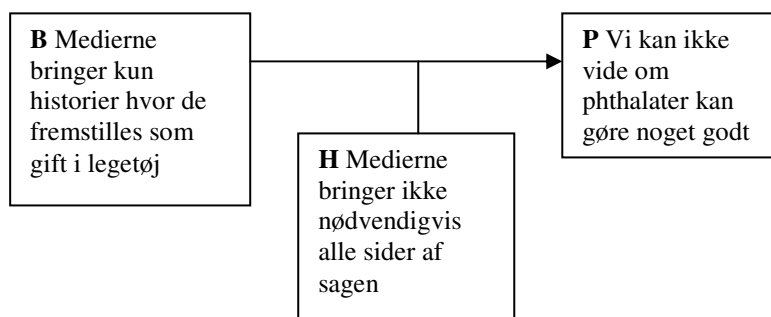 B Medierne
bringer kun
historier hvor de
fremstilles som
gift i legetøj
P Vi kan ikke
vide om
phthalater kan
gøre noget godt
H Medierne
bringer ikke
nødvendigvis
alle sider af
sagen